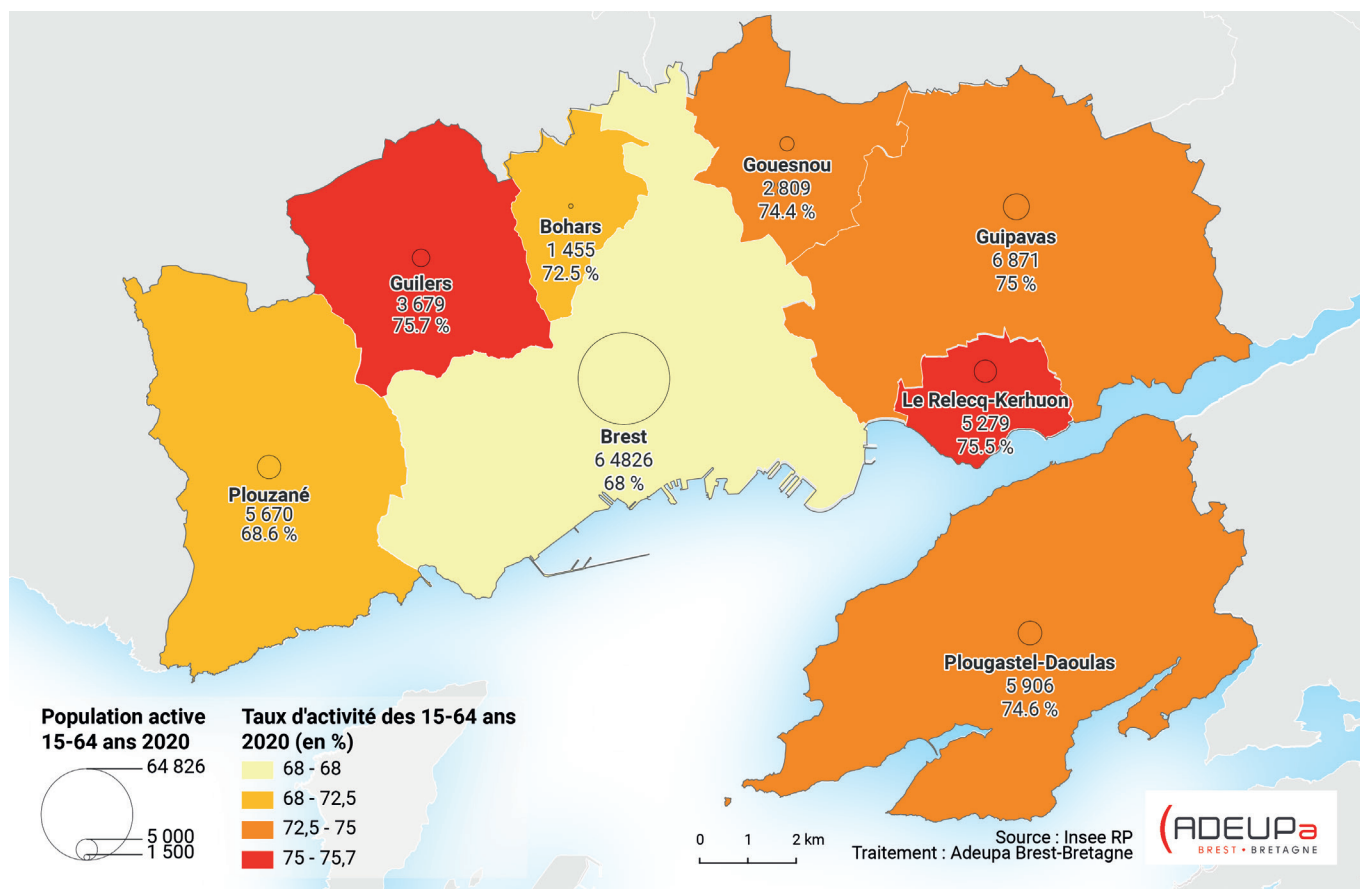 Gouesnou
2 809
74.4 %
Bohars
1 455
72.5 %
Guipavas
6 871
75 %
Guilers
3 679
75.7 %
Le Relecq-Kerhuon
5 279
75.5 %
Brest
6 4826
68 %
Plouzané
5 670
68.6 %
Plougastel-Daoulas
5 906
74.6 %
Population active
15-64 ans 2020
64 826
5 000
1 500
Taux d'activité des 15-64 ans
2020 (en %)
68 - 68
68 - 72,5
72,5 - 75
75 - 75,7
0 1 2 km
Source : Insee RP
Traitement : Adeupa Brest-Bretagne
ADEUPa
BREST • BRETAGNE